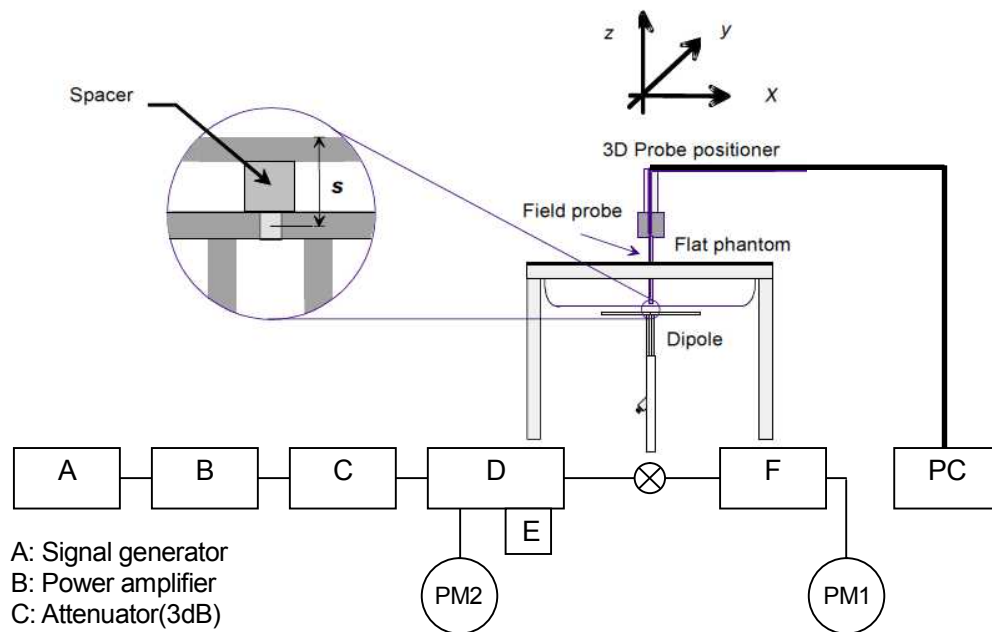 z
y
X
Spacer
s
3D Probe positioner
Field probe
Flat phantom
Dipole
A
B
C
D
E
F
PC
PM2
PM1
A: Signal generator
B: Power amplifier
C: Attenuator(3dB)